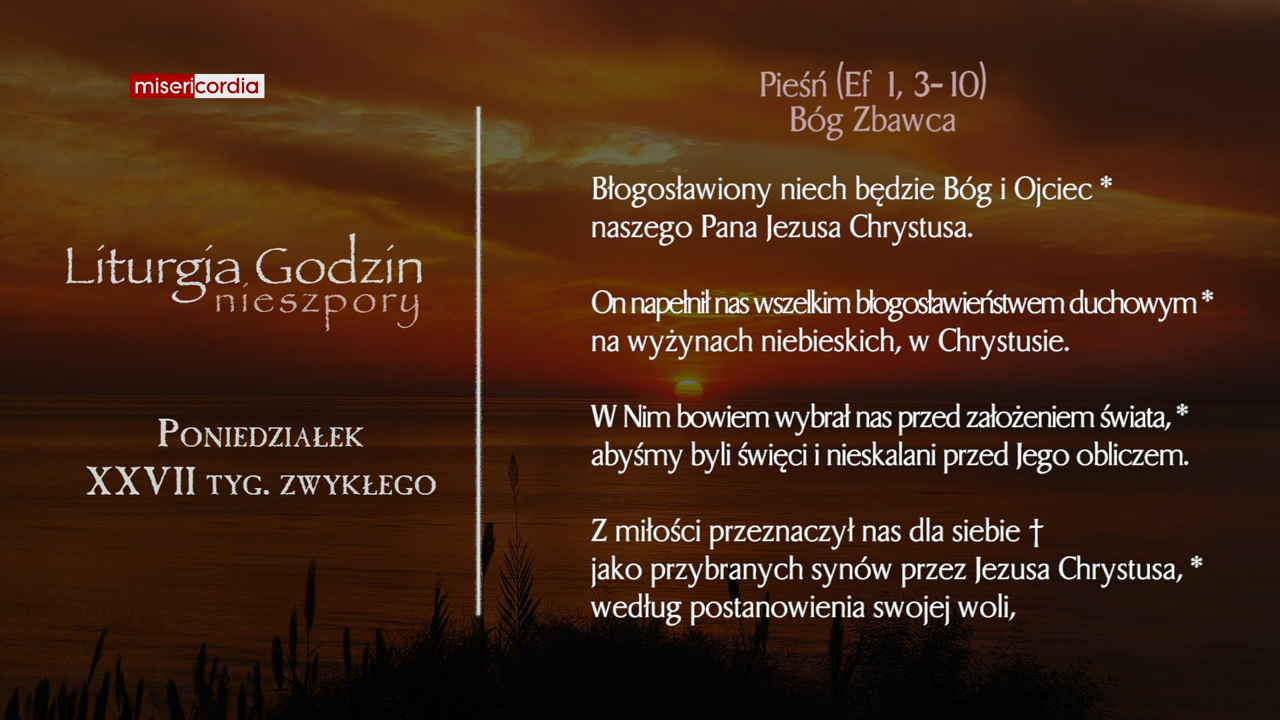 misericordia
Liturgia Godzin
nieszpory
Poniedziałek
XXVII tyg. zwykłego
Pieśń (Ef 1, 3-10)
Bóg Zbawca
Błogosławiony niech będzie Bóg i Ojciec *
naszego Pana Jezusa Chrystusa.
On napełnił nas wszelkim błogosławieństwem duchowym *
na wyżynach niebieskich, w Chrystusie.
W Nim bowiem wybrał nas przed założeniem świata, *
abyśmy byli święci i nieskalani przed Jego obliczem.
Z miłości przeznaczył nas dla siebie †
jako przybranych synów przez Jezusa Chrystusa, *
według postanowienia swojej woli,